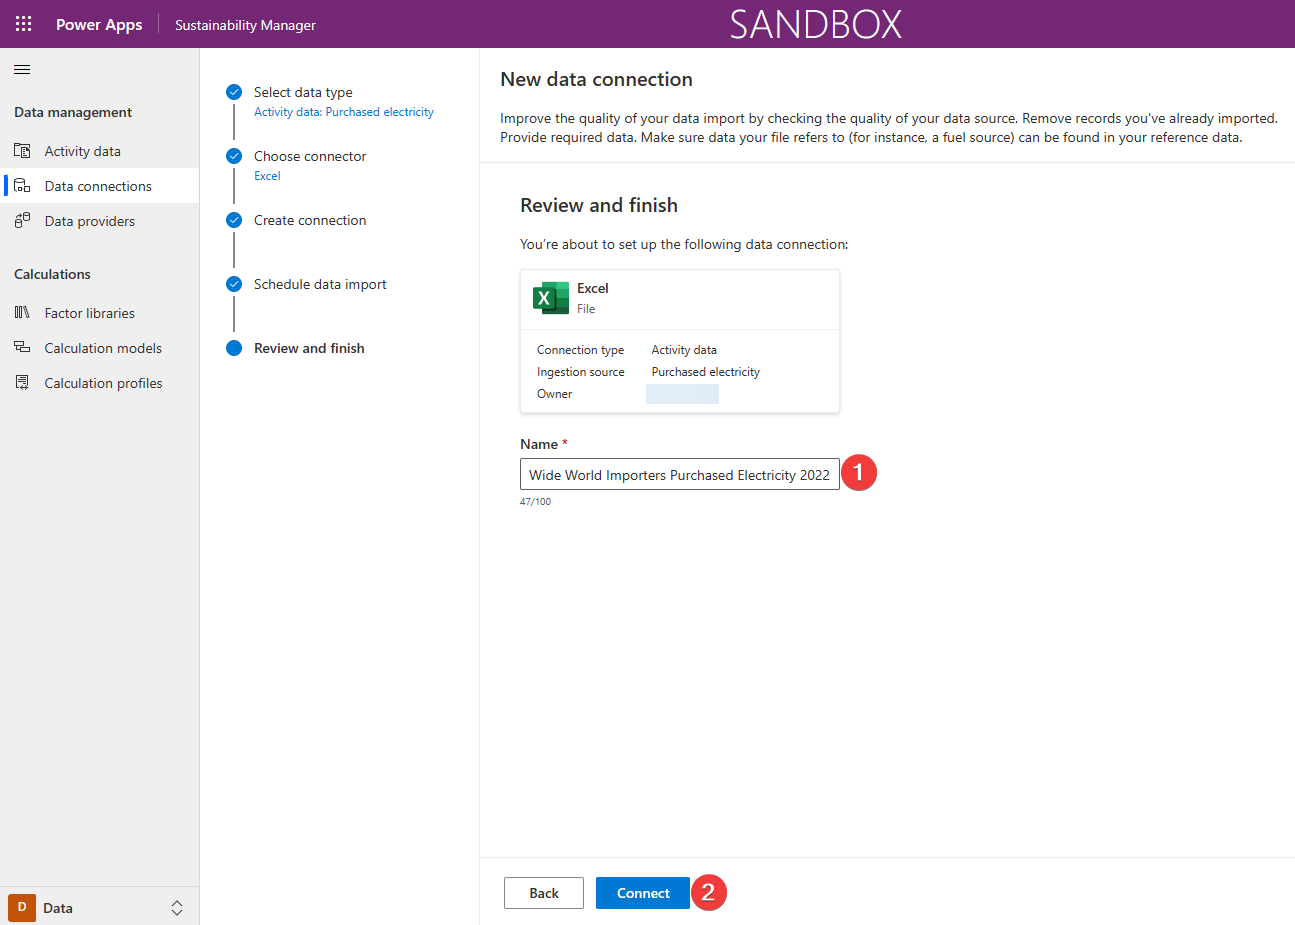 Power Apps
Sustainability Manager
SANDBOX
Data management
Activity data
Data connections
Data providers
Calculations
Factor libraries
Calculation models
Calculation profiles
D
Data
Select data type
Activity data: Purchased electricity
Choose connector
Excel
Create connection
Schedule data import
Review and finish
New data connection
Improve the quality of your data import by checking the quality of your data source. Remove records you've already imported.
Provide required data. Make sure data your file refers to (for instance, a fuel source) can be found in your reference data.
Review and finish
You're about to set up the following data connection:
X
Excel
File
Connection type Activity data
Ingestion source Purchased electricity
Owner
Name *
Wide World Importers Purchased Electricity 2022
1
47/100
Back
Connect
2